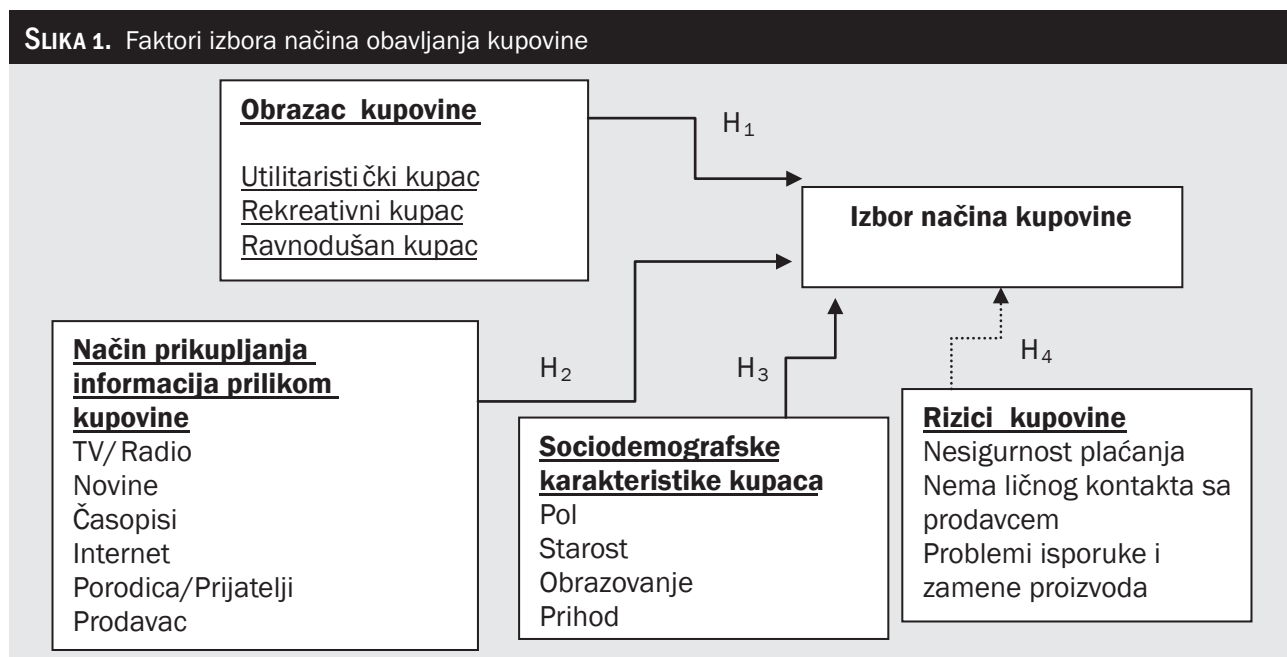 SLIKA 1. Faktori izbora načina obavljanja kupovine
Obrazac kupovine
Utilitaristički kupac
Rekreativni kupac
Ravnodušan kupac
H1
Izbor načina kupovine
Način prikupljanja
informacija prilikom
kupovine
TV/Radio
Novine
Časopisi
Internet
Porodica/Prijatelji
Prodavac
H2
H3
Sociodemografske
karakteristike kupaca
Pol
Starost
Obrazovanje
Prihod
H4
Rizici kupovine
Nesigurnost plaćanja
Nema ličnog kontakta sa
prodavcem
Problemi isporuke i
zamene proizvoda